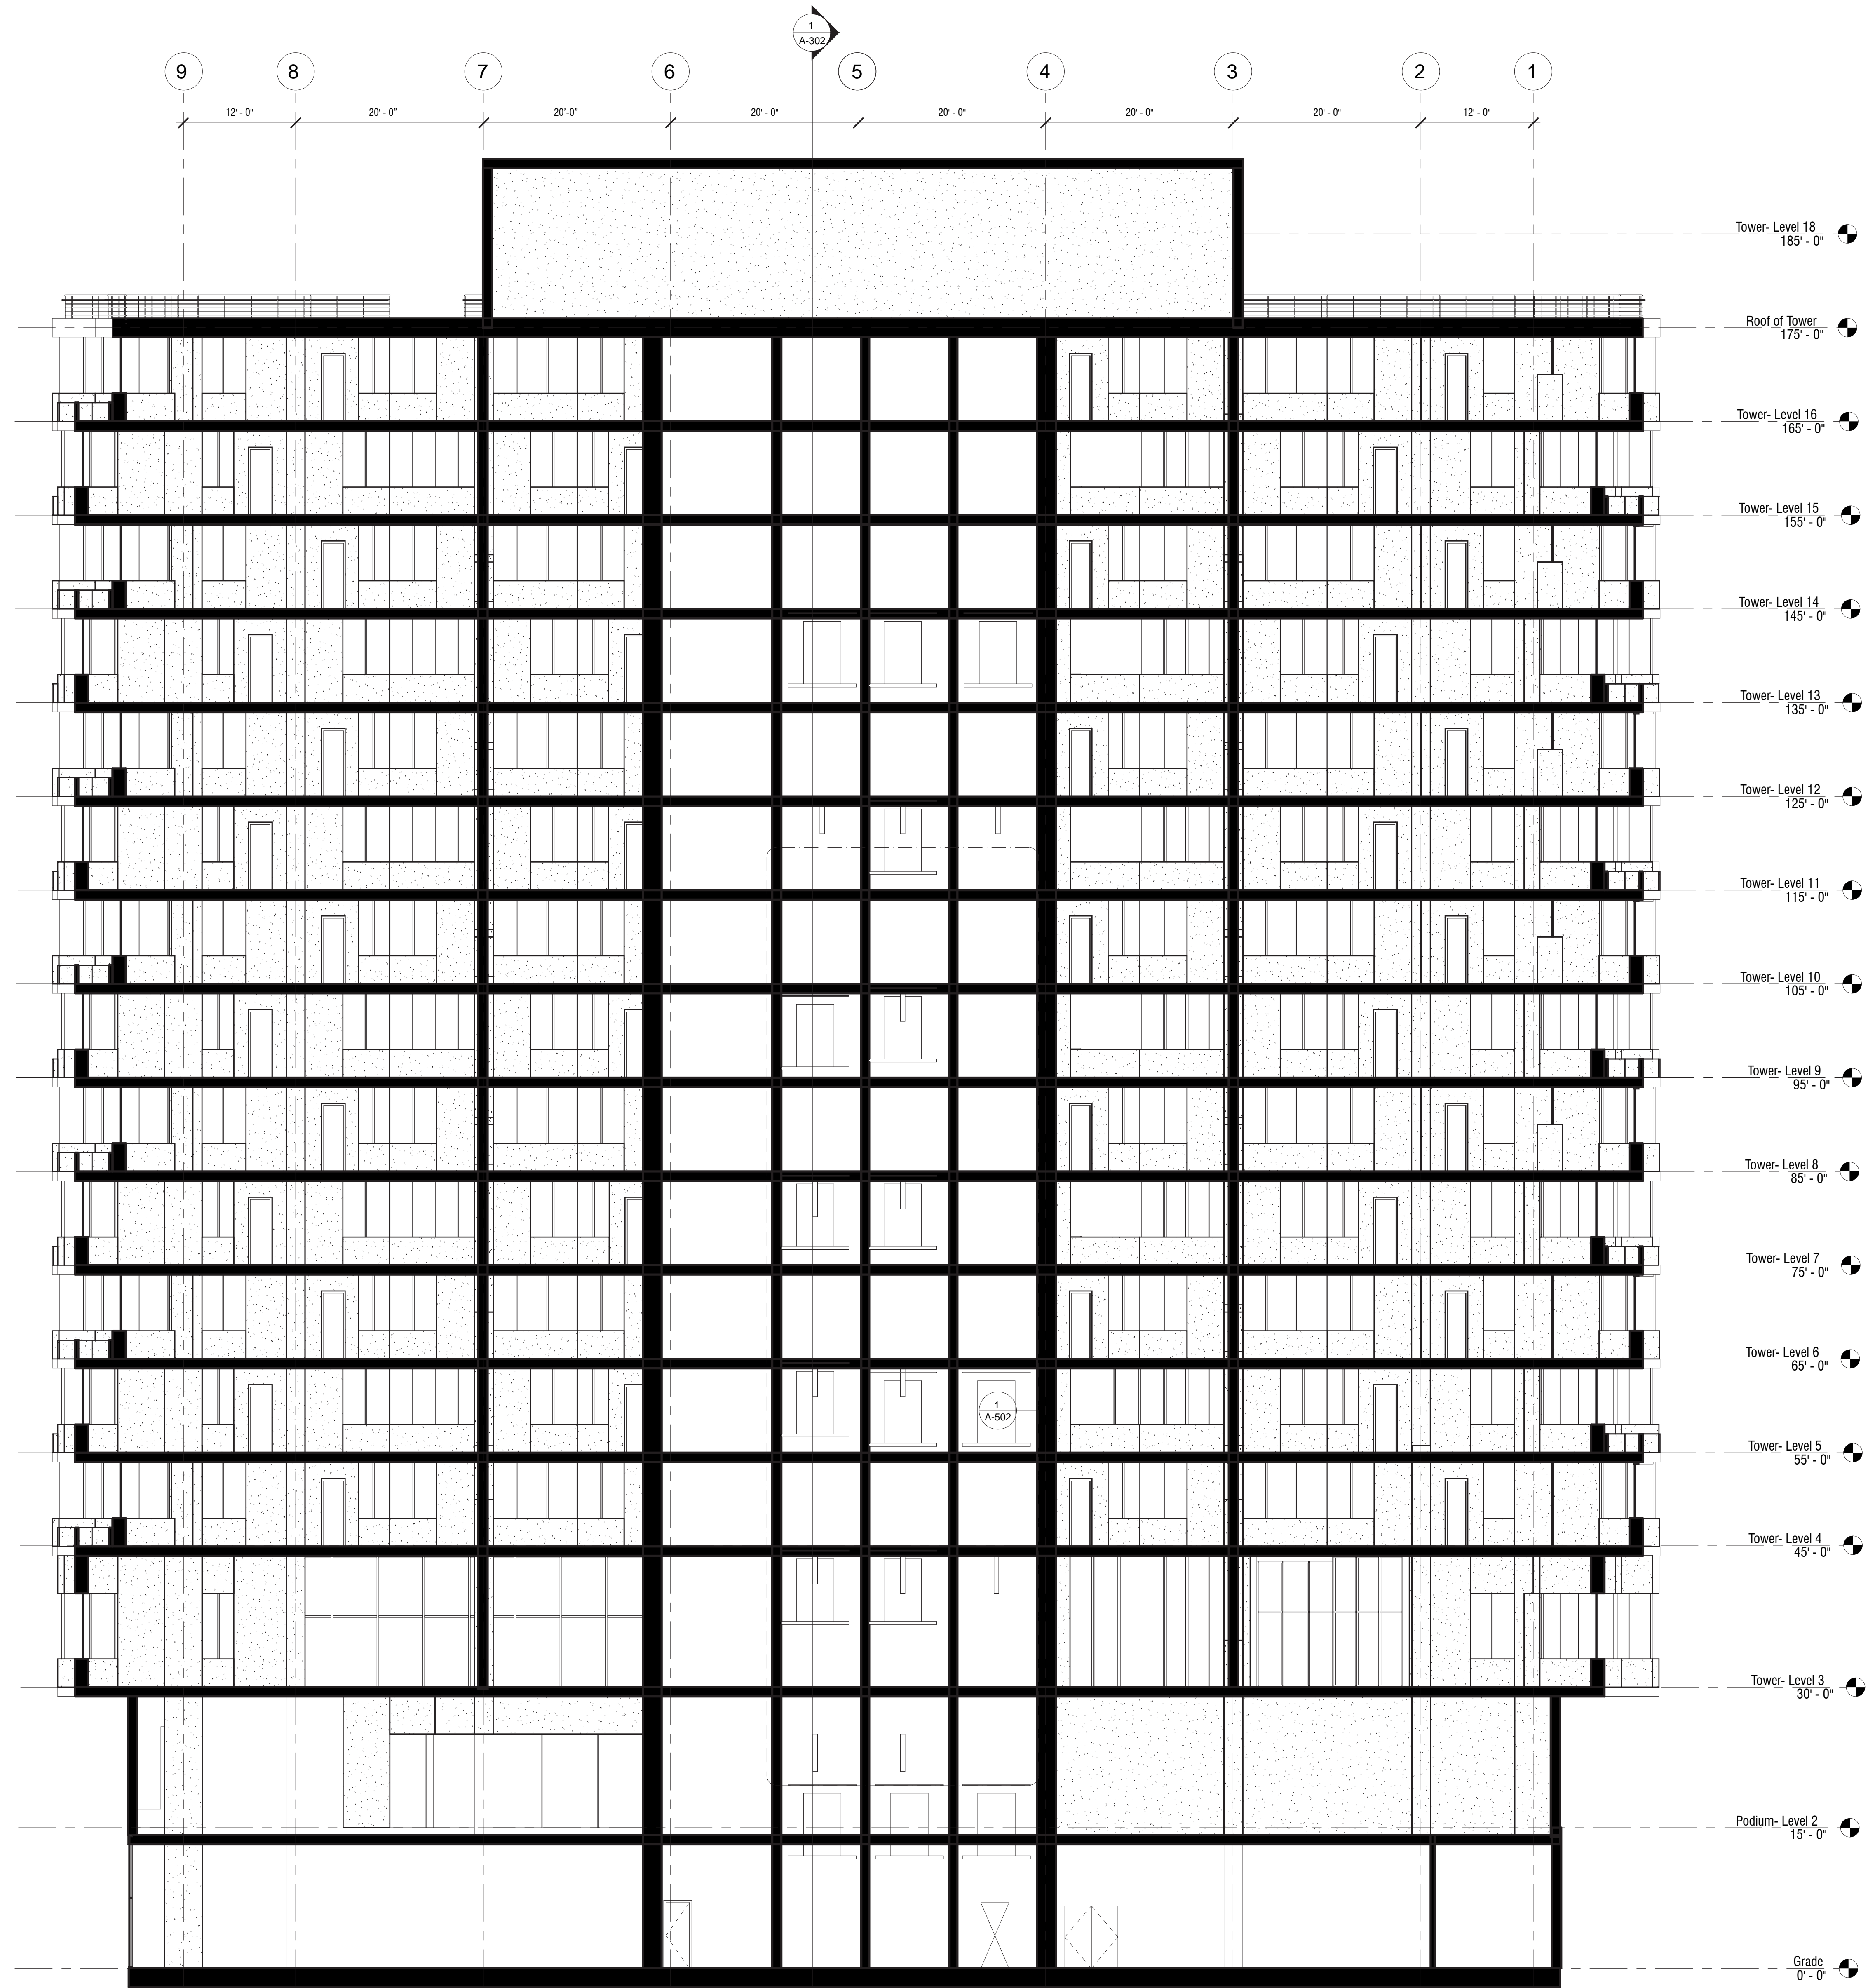 1
A-302
9
8
7
6
5
4
3
2
1
12' - 0"
20' - 0"
20'-0"
20' - 0"
20' - 0"
20' - 0"
20' - 0"
12' - 0"
Tower- Level 18
185' - 0"
Roof of Tower
175' - 0"
Tower- Level 16
165' - 0"
Tower- Level 15
155' - 0"
Tower- Level 14
145' - 0"
Tower- Level 13
135' - 0"
Tower- Level 12
125' - 0"
Tower- Level 11
115' - 0"
Tower- Level 10
105' - 0"
Tower- Level 9
95' - 0"
Tower- Level 8
85' - 0"
Tower- Level 7
75' - 0"
Tower- Level 6
65' - 0"
1
A-502
Tower- Level 5
55' - 0"
Tower- Level 4
45' - 0"
Tower- Level 3
30' - 0"
Podium- Level 2
15' - 0"
Grade
0' - 0"